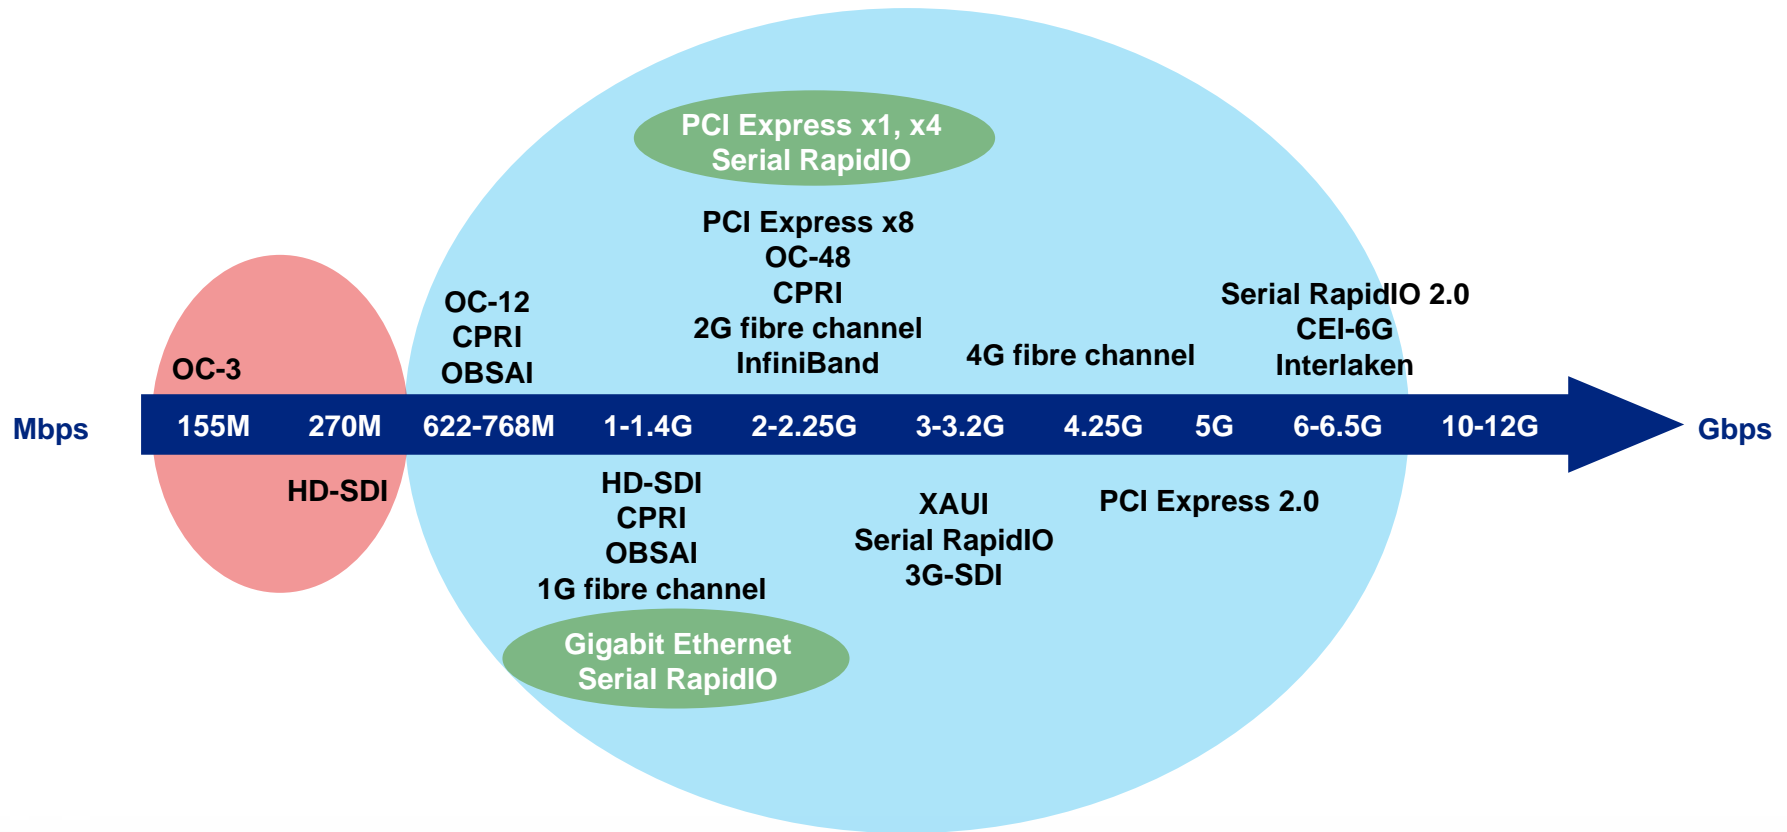 PCI Express x1, x4
Serial RapidIO
PCI Express x8
OC-48
CPRI
2G fibre channel
InfiniBand
OC-12
CPRI
OBSAI
Serial RapidIO 2.0
CEI-6G
Interlaken
4G fibre channel
OC-3
Mbps 155M 270M 622-768M 1-1.4G 2-2.25G 3-3.2G 4.25G 5G 6-6.5G 10-12G Gbps
HD-SDI
HD-SDI
CPRI
OBSAI
1G fibre channel
XAUI
Serial RapidIO
3G-SDI
PCI Express 2.0
Gigabit Ethernet
Serial RapidIO